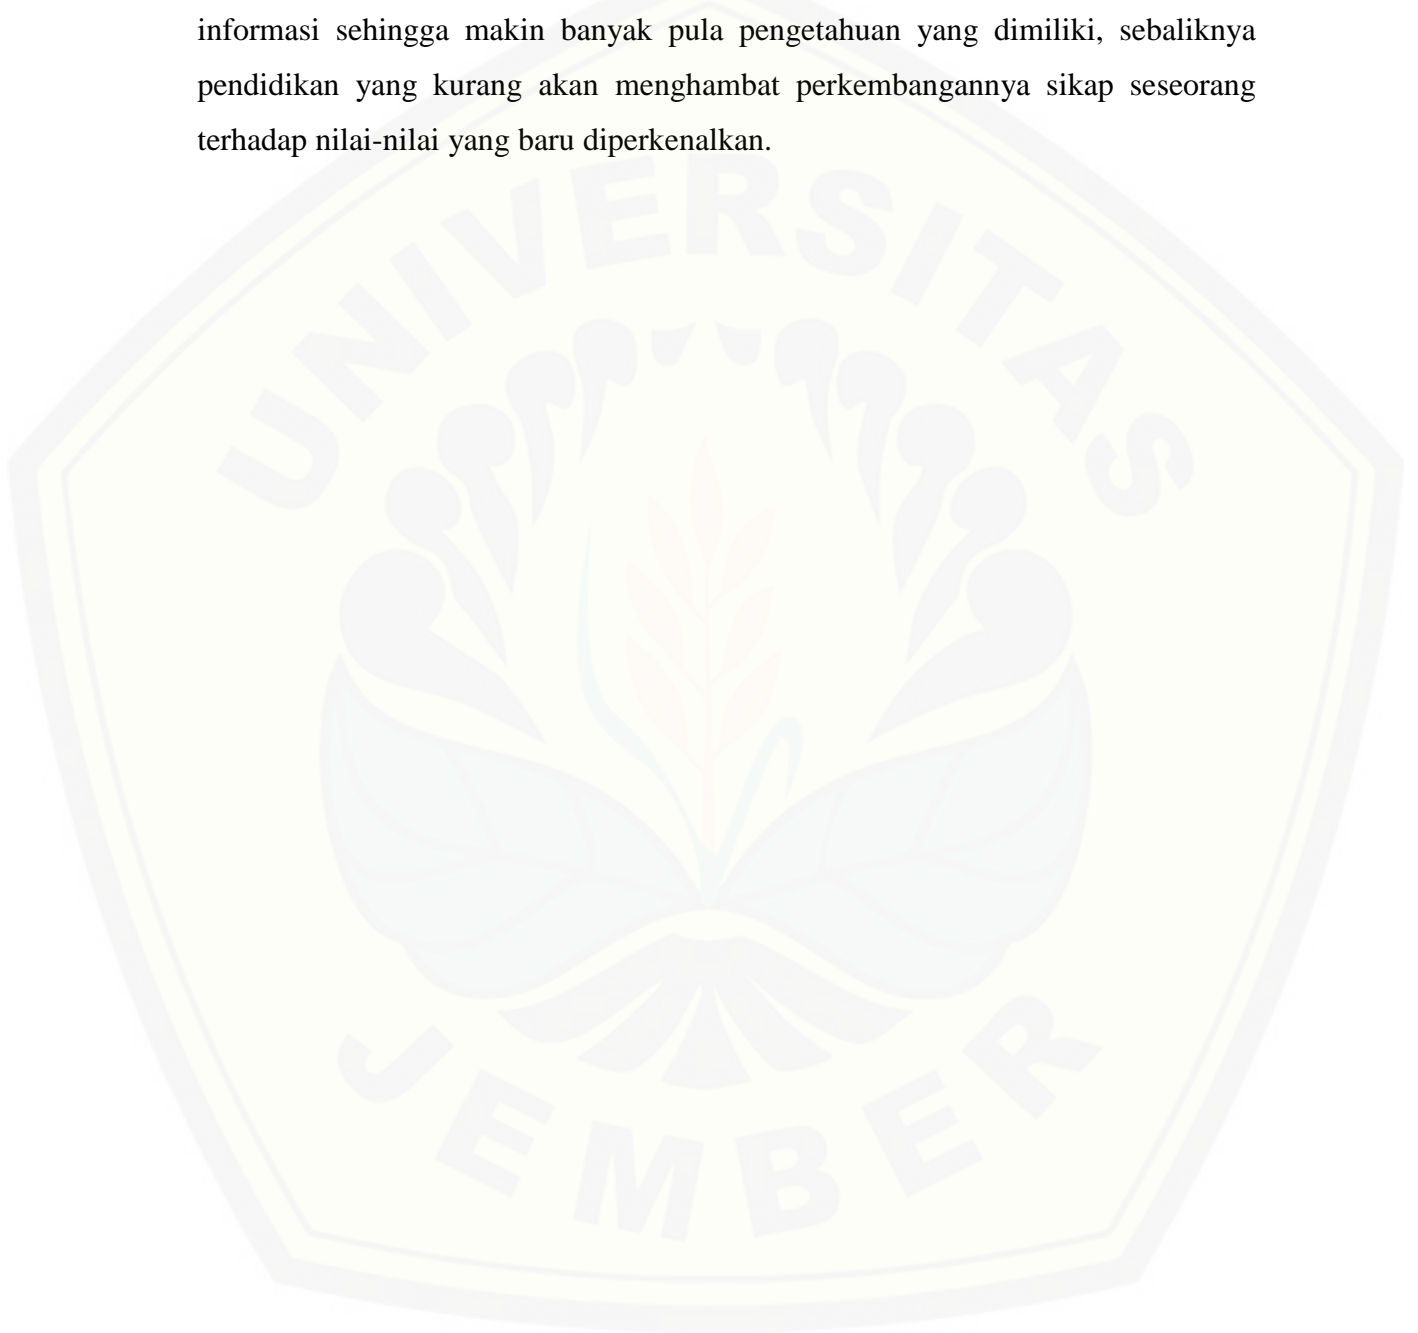 informasi sehingga makin banyak pula pengetahuan yang dimiliki, sebaliknya
pendidikan yang kurang akan menghambat perkembangannya sikap seseorang
terhadap nilai-nilai yang baru diperkenalkan.
UNIVERSITAS
JEMBER